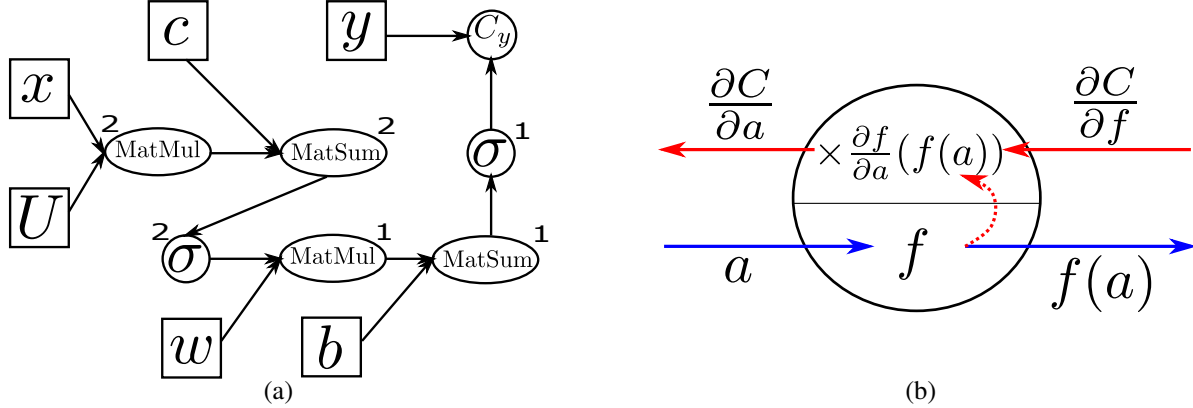 c
y
C_y
x
2
MatMul
2
MatSum
1
σ
U
2
σ
1
MatMul
1
MatSum
w
b
(a)
∂C/∂a
∂C/∂f
× ∂f/∂a (f(a))
f
a
f(a)
(b)